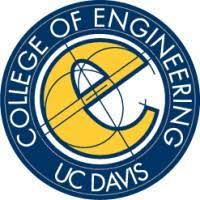 COLLEGE OF ENGINEERING
UC DAVIS